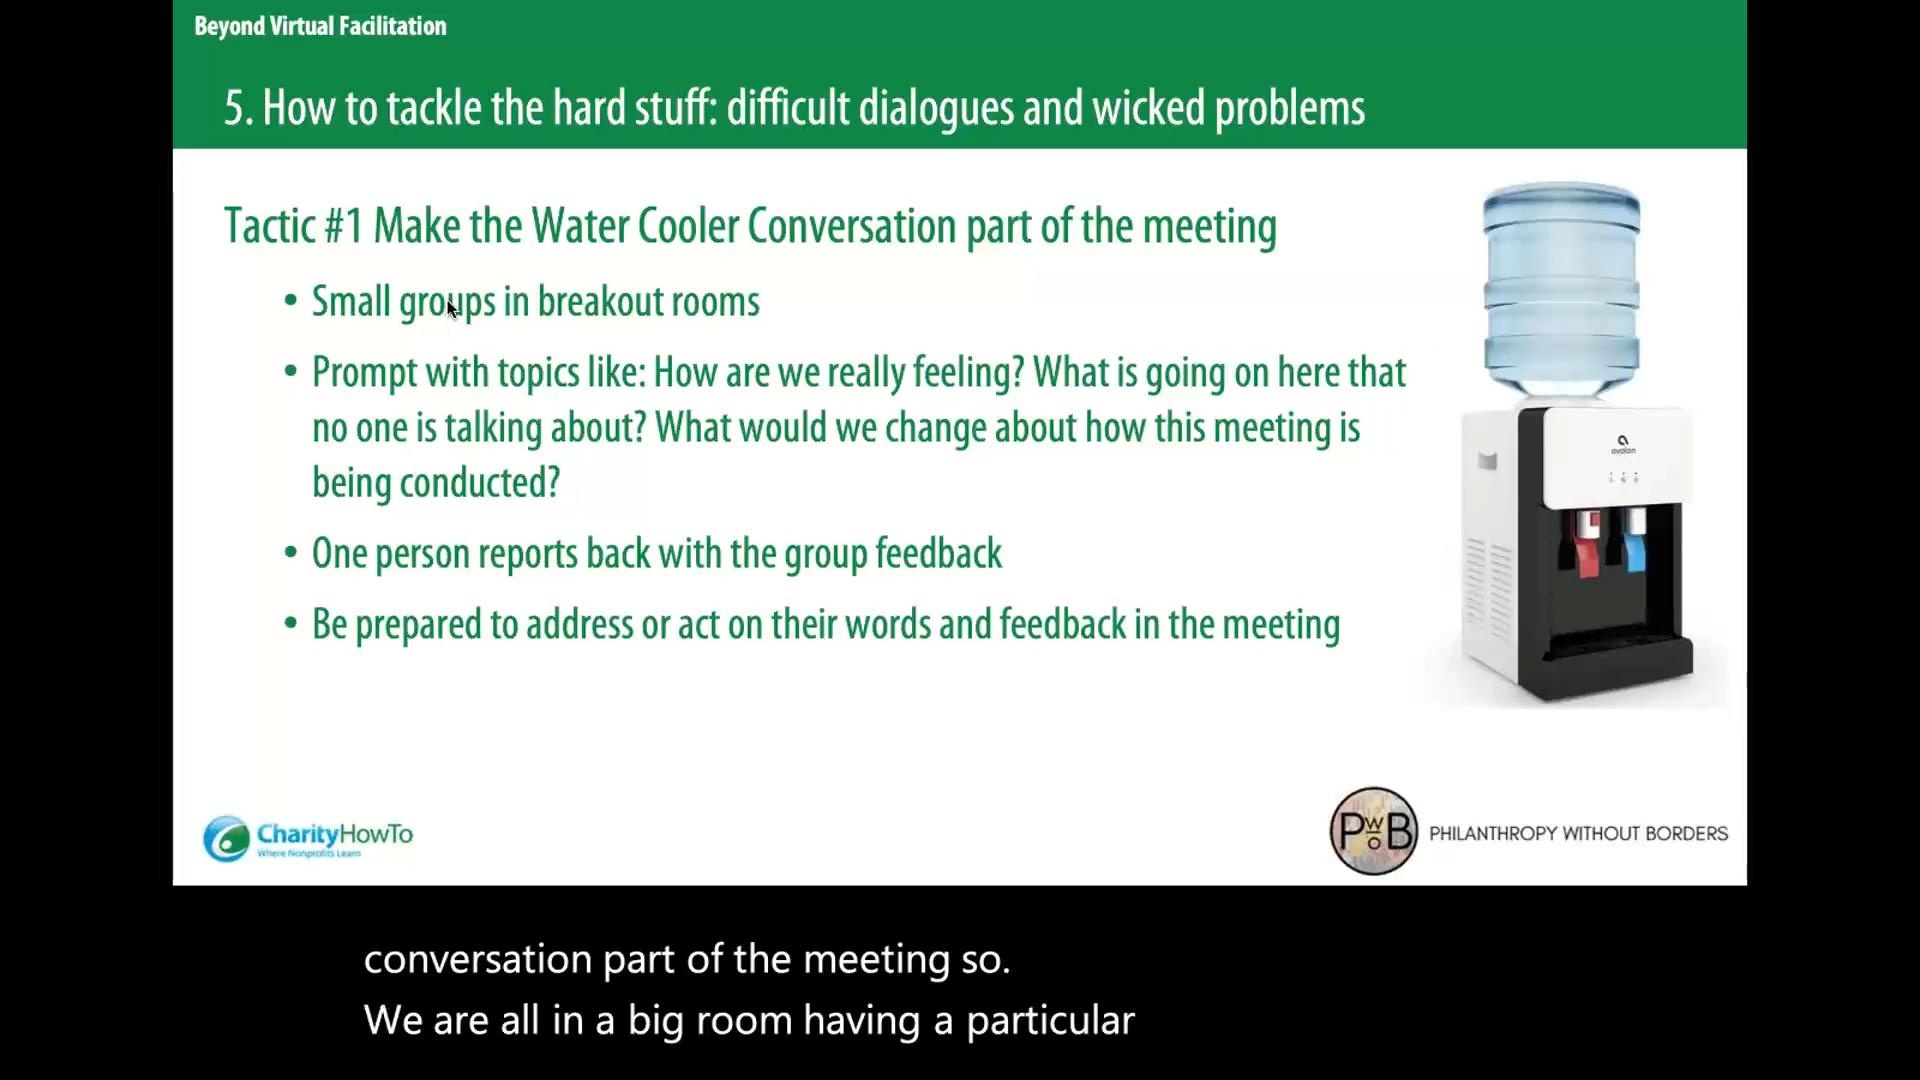 Beyond Virtual Facilitation
5. How to tackle the hard stuff: difficult dialogues and wicked problems
Tactic #1 Make the Water Cooler Conversation part of the meeting
• Small groups in breakout rooms
• Prompt with topics like: How are we really feeling? What is going on here that
no one is talking about? What would we change about how this meeting is
being conducted?
• One person reports back with the group feedback
• Be prepared to address or act on their words and feedback in the meeting
avalon
CharityHowTo
Where Nonprofits Learn
PWOB
PHILANTHROPY WITHOUT BORDERS
conversation part of the meeting so.
We are all in a big room having a particular